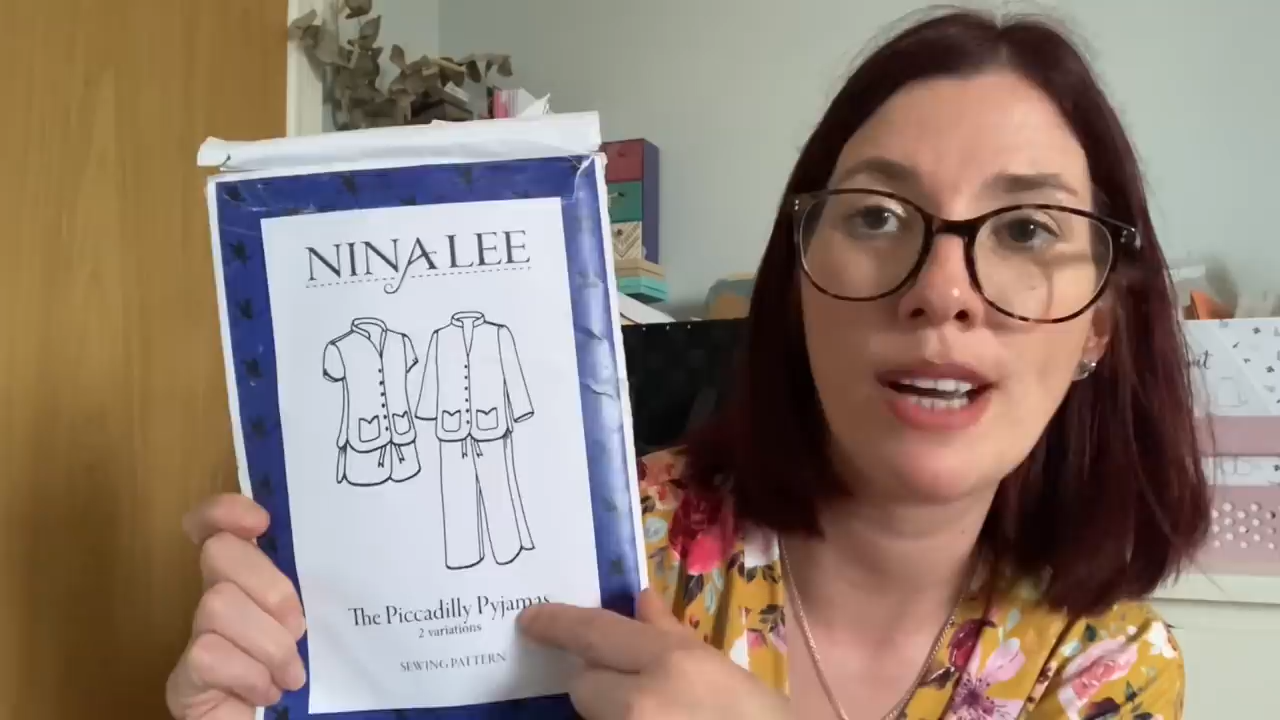 NINA LEE
The Piccadilly Pyjamas
2 variations
SEWING PATTERN